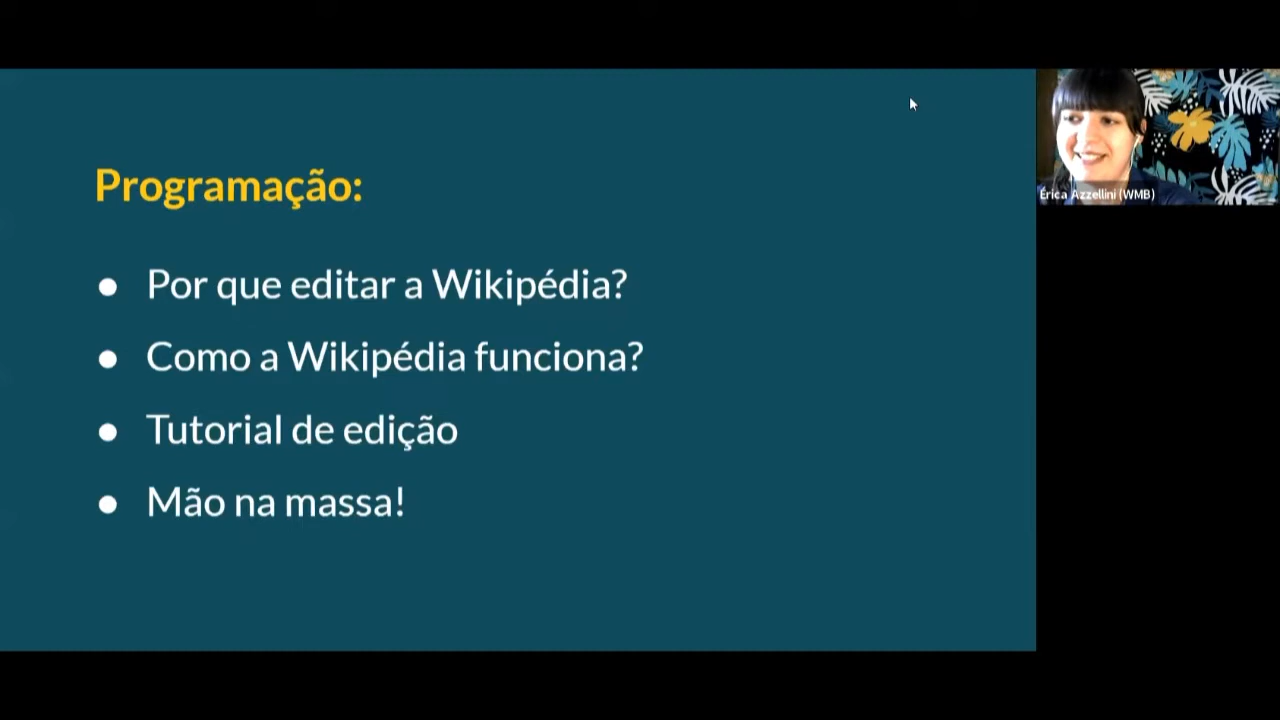 Programação:
● Por que editar a Wikipédia?
● Como a Wikipédia funciona?
● Tutorial de edição
● Mão na massa!
Érica Azzellini (WMB)